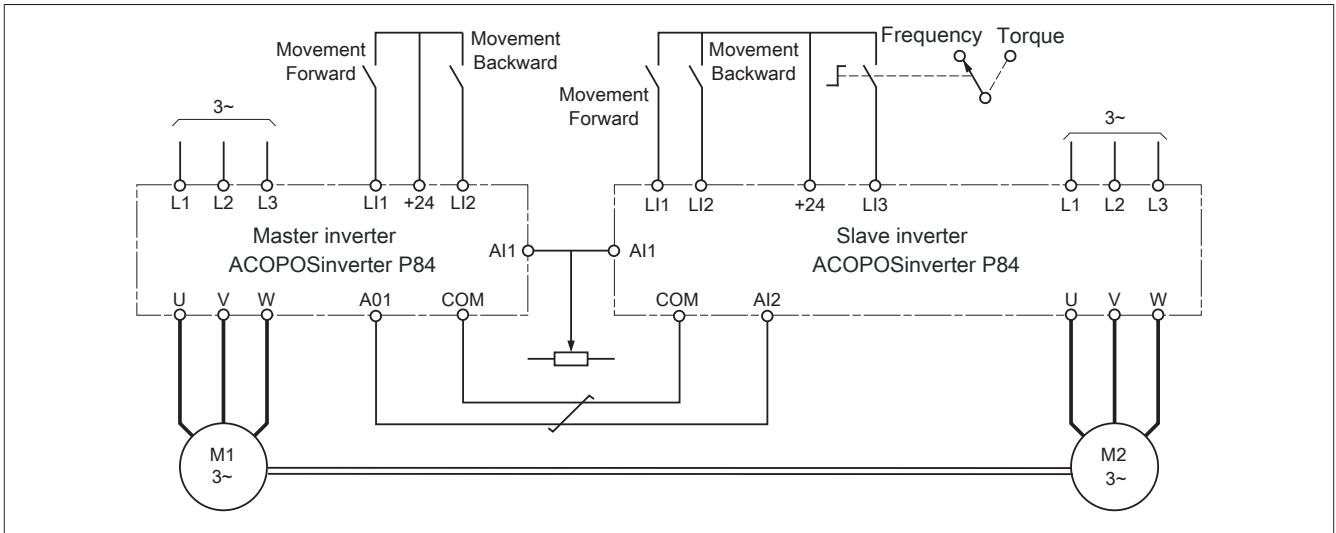 Movement
Forward
Movement
Backward
Movement
Forward
Movement
Backward
Frequency Torque
3~
3~
L1 L2 L3 LI1 +24 LI2
LI1 LI2 +24 LI3 L1 L2 L3
Master inverter
ACOPOSinverter P84
AI1
AI1
Slave inverter
ACOPOSinverter P84
U V W A01 COM
COM AI2 U V W
M1
3~
M2
3~